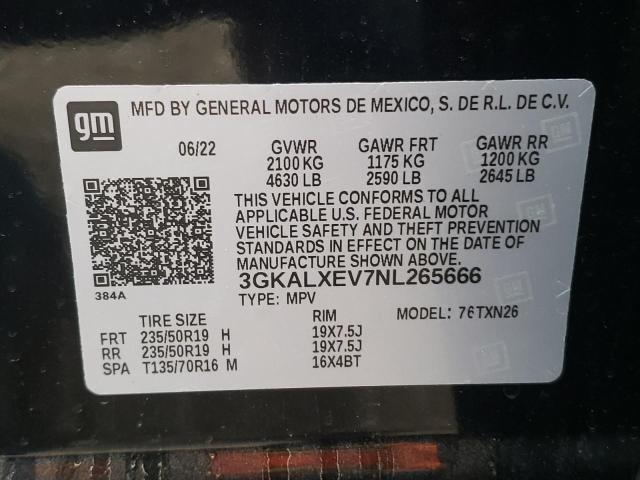 gm
MFD BY GENERAL MOTORS DE MEXICO, S. DE R.L. DE C.V.
06/22 GVWR GAWR FRT GAWR RR
2100 KG 1175 KG 1200 KG
4630 LB 2590 LB 2645 LB
THIS VEHICLE CONFORMS TO ALL
APPLICABLE U.S. FEDERAL MOTOR
VEHICLE SAFETY AND THEFT PREVENTION
STANDARDS IN EFFECT ON THE DATE OF
MANUFACTURE SHOWN ABOVE.
384A
3GKALXEV7NL265666
TYPE: MPV
MODEL: 76TXN26
TIRE SIZE RIM
FRT 235/50R19 H 19X7.5J
RR 235/50R19 H 19X7.5J
SPA T135/70R16 M 16X4BT